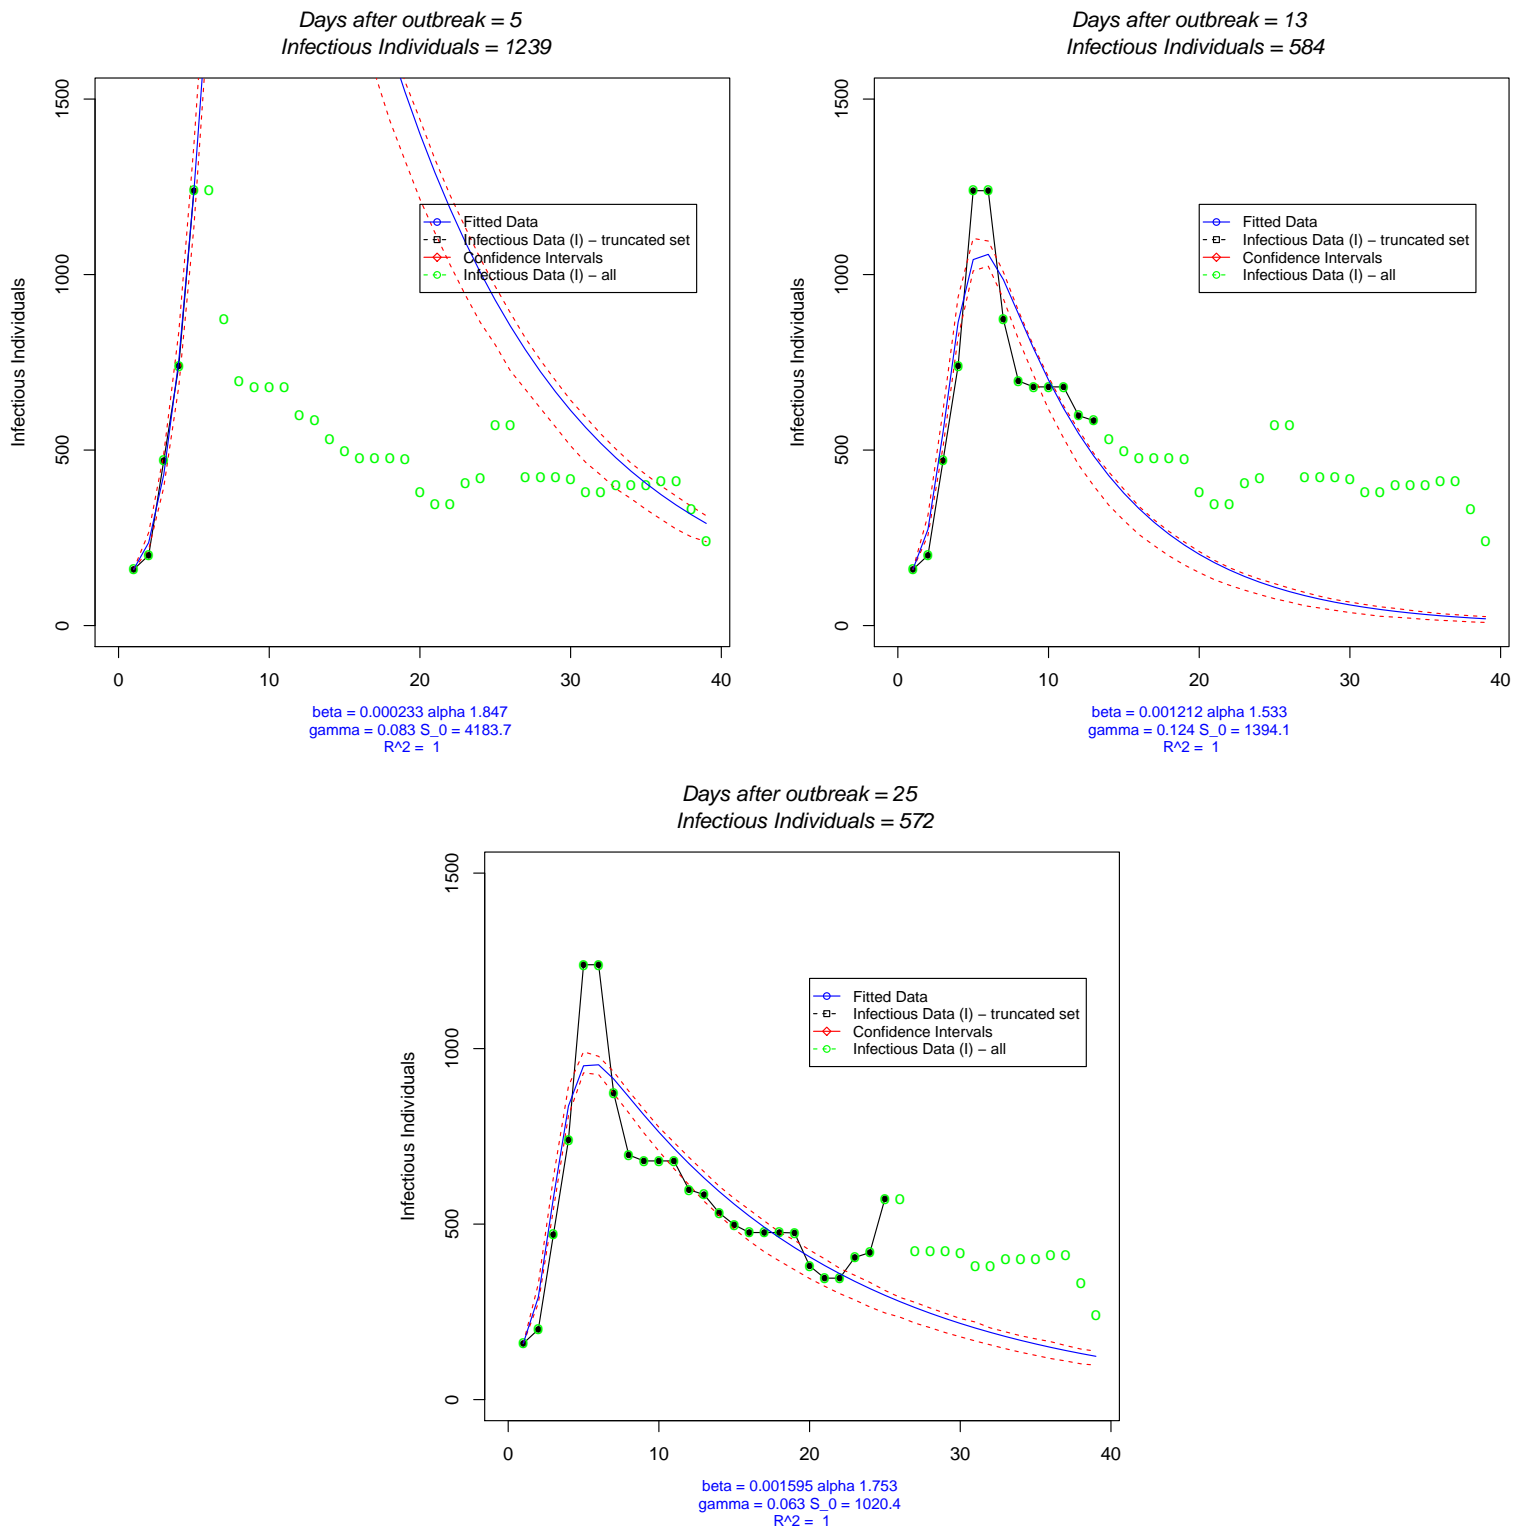 Days after outbreak = 5
Infectious Individuals = 1239
Infectious Individuals
1500
1000
500
0
Fitted Data
Infectious Data (I) − truncated set
Confidence Intervals
Infectious Data (I) − all
0 10 20 30 40
beta = 0.000233 alpha 1.847
gamma = 0.083 S_0 = 4183.7
R^2 = 1
Days after outbreak = 13
Infectious Individuals = 584
Infectious Individuals
1500
1000
500
0
Fitted Data
Infectious Data (I) − truncated set
Confidence Intervals
Infectious Data (I) − all
0 10 20 30 40
beta = 0.001212 alpha 1.533
gamma = 0.124 S_0 = 1394.1
R^2 = 1
Days after outbreak = 25
Infectious Individuals = 572
Infectious Individuals
1500
1000
500
0
Fitted Data
Infectious Data (I) − truncated set
Confidence Intervals
Infectious Data (I) − all
0 10 20 30 40
beta = 0.001595 alpha 1.753
gamma = 0.063 S_0 = 1020.4
R^2 = 1